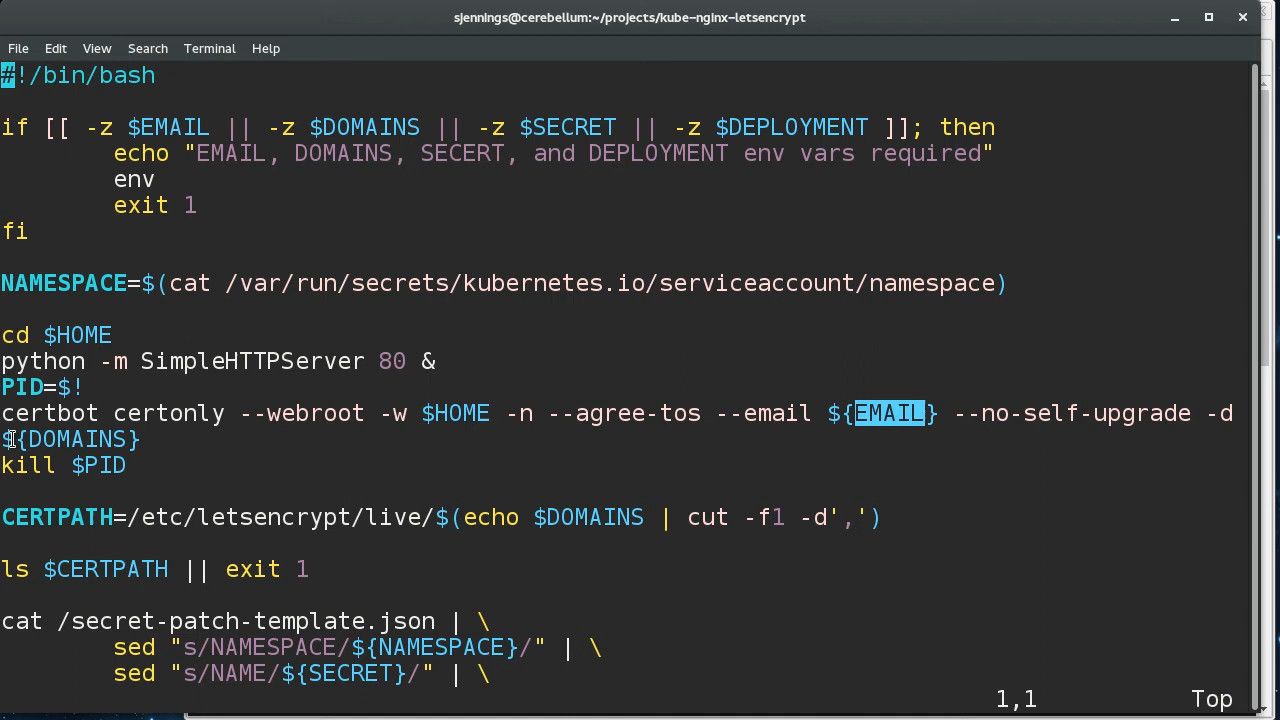 sjennings@cerebellum:~/projects/kube-nginx-letsencrypt
File Edit View Search Terminal Help
#!/bin/bash
if [[ -z $EMAIL || -z $DOMAINS || -z $SECRET || -z $DEPLOYMENT ]]; then
echo "EMAIL, DOMAINS, SECERT, and DEPLOYMENT env vars required"
env
exit 1
fi
NAMESPACE=$(cat /var/run/secrets/kubernetes.io/serviceaccount/namespace)
cd $HOME
python -m SimpleHTTPServer 80 &
PID=$!
certbot certonly --webroot -w $HOME -n --agree-tos --email ${EMAIL} --no-self-upgrade -d
${DOMAINS}
kill $PID
CERTPATH=/etc/letsencrypt/live/$(echo $DOMAINS | cut -f1 -d',')
ls $CERTPATH || exit 1
cat /secret-patch-template.json | \
sed "s/NAMESPACE/${NAMESPACE}/" | \
sed "s/NAME/${SECRET}/" | \
1,1 Top